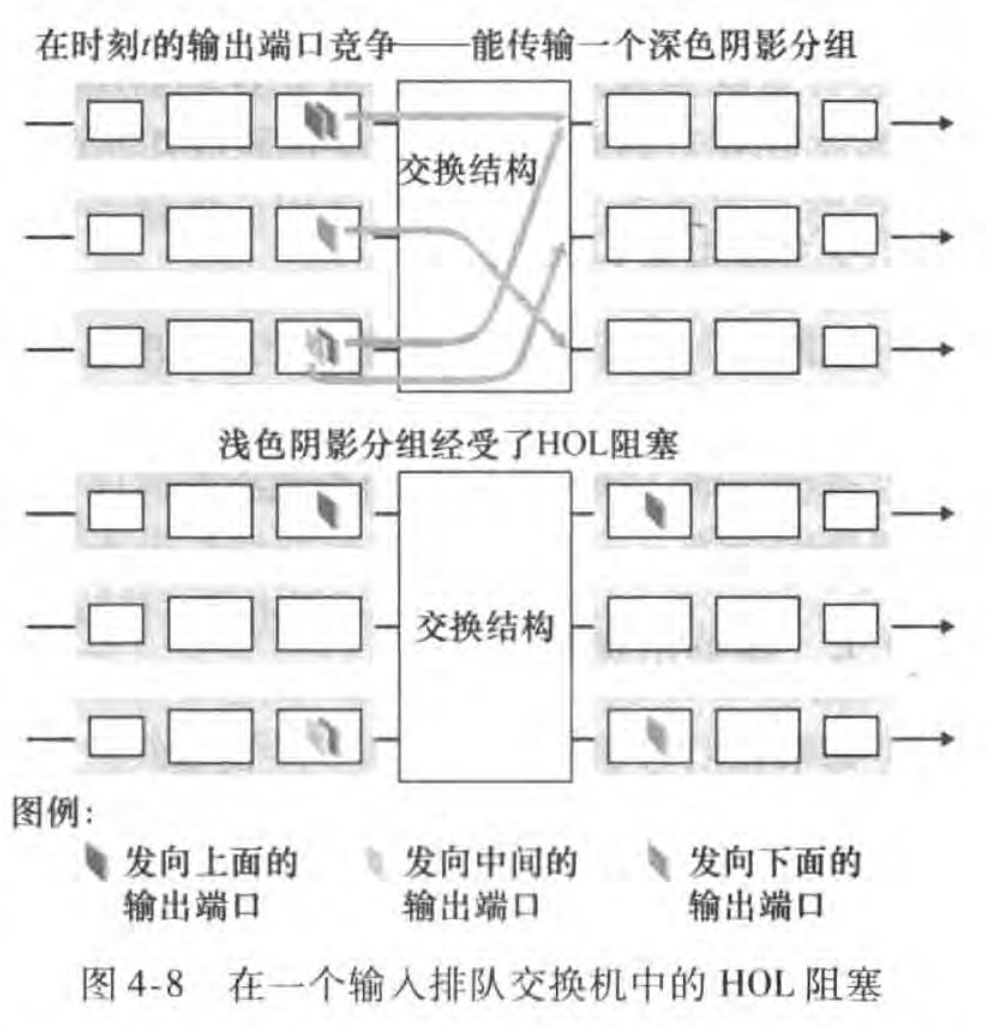 在时刻t的输出端口竞争——能传输一个深色阴影分组
交换结构
浅色阴影分组经受了HOL阻塞
交换结构
图例：
发向上面的
输出端口
发向中间的
输出端口
发向下面的
输出端口
图 4-8 在一个输入排队交换机中的 HOL 阻塞